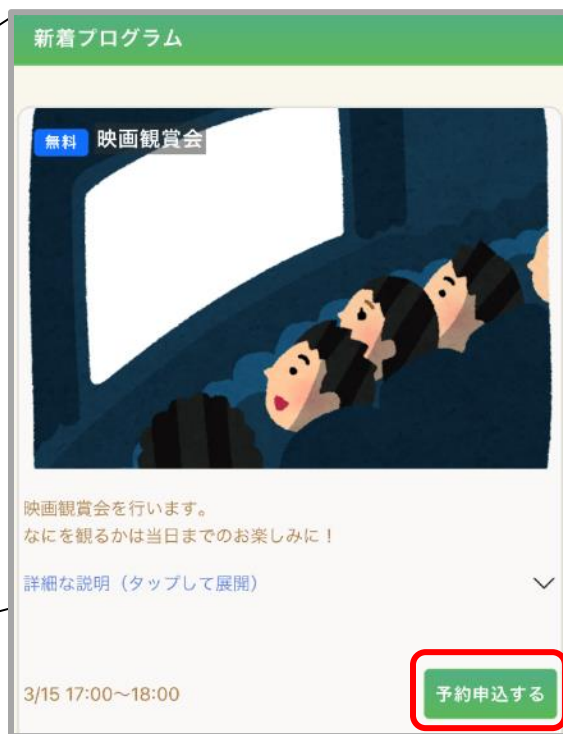 新着プログラム
無料 映画観賞会
映画観賞会を行います。
なにを観るかは当日までのお楽しみに！
詳細な説明（タップして展開）
3/15 17:00～18:00
予約申込する